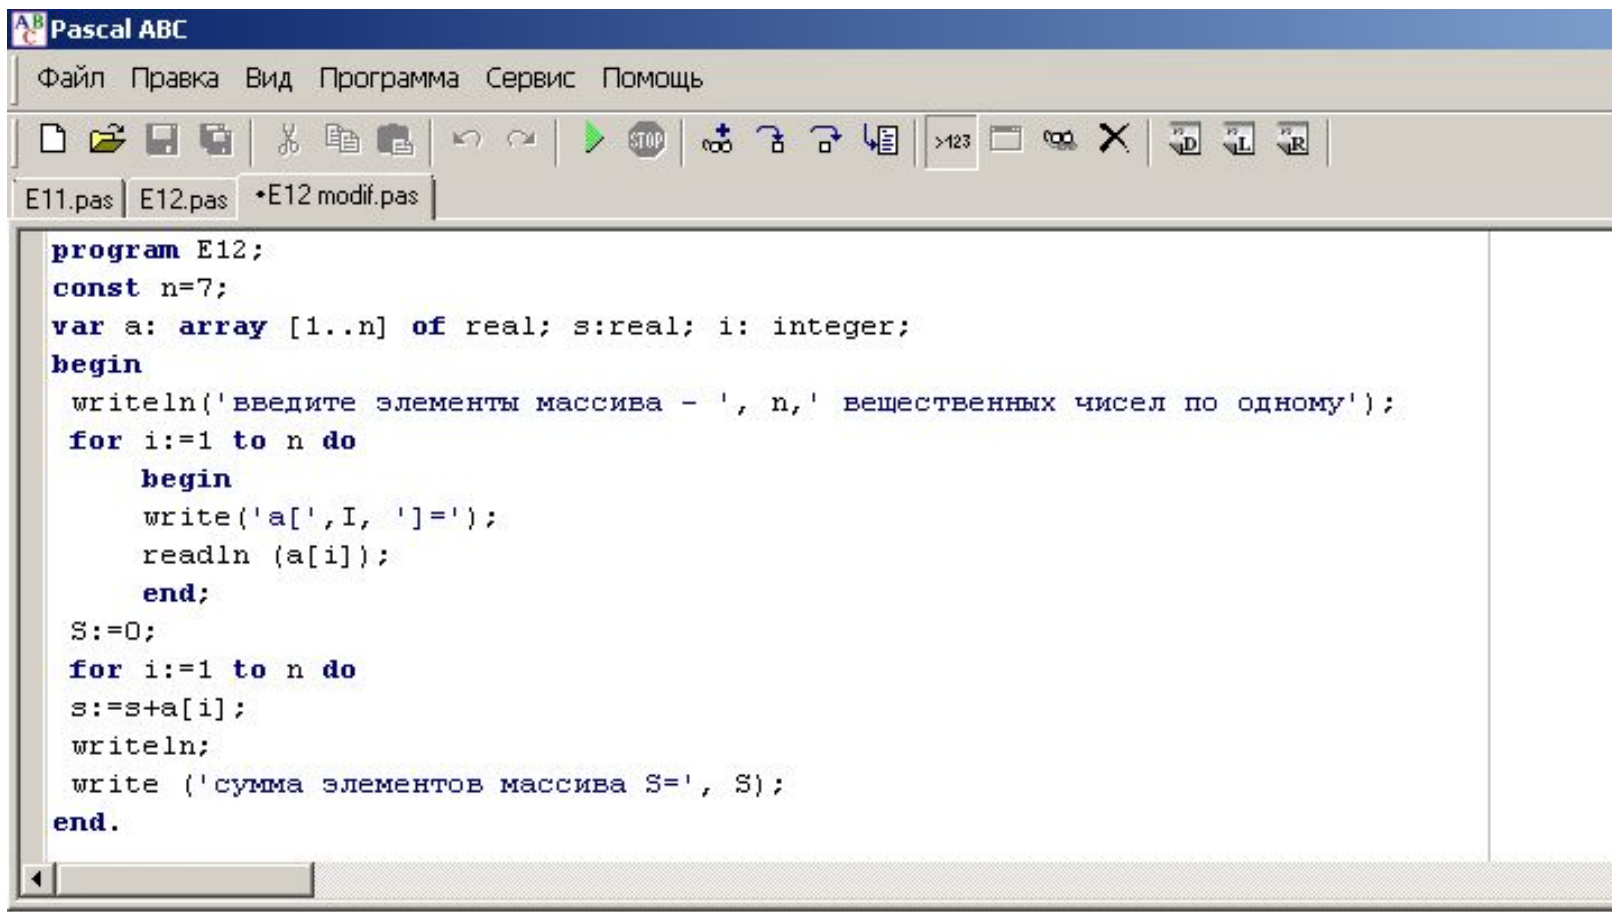 Pascal ABC
Файл Правка Вид Программа Сервис Помощь
STOP >123 D L R
E11.pas E12.pas •E12 modif.pas
program E12;
const n=7;
var a: array [1..n] of real; s:real; i: integer;
begin
writeln('введите элементы массива - ', n,' вещественных чисел по одному');
for i:=1 to n do
begin
write('a[',I, ']=');
readln (a[i]);
end;
S:=0;
for i:=1 to n do
s:=s+a[i];
writeln;
write ('сумма элементов массива S=', S);
end.